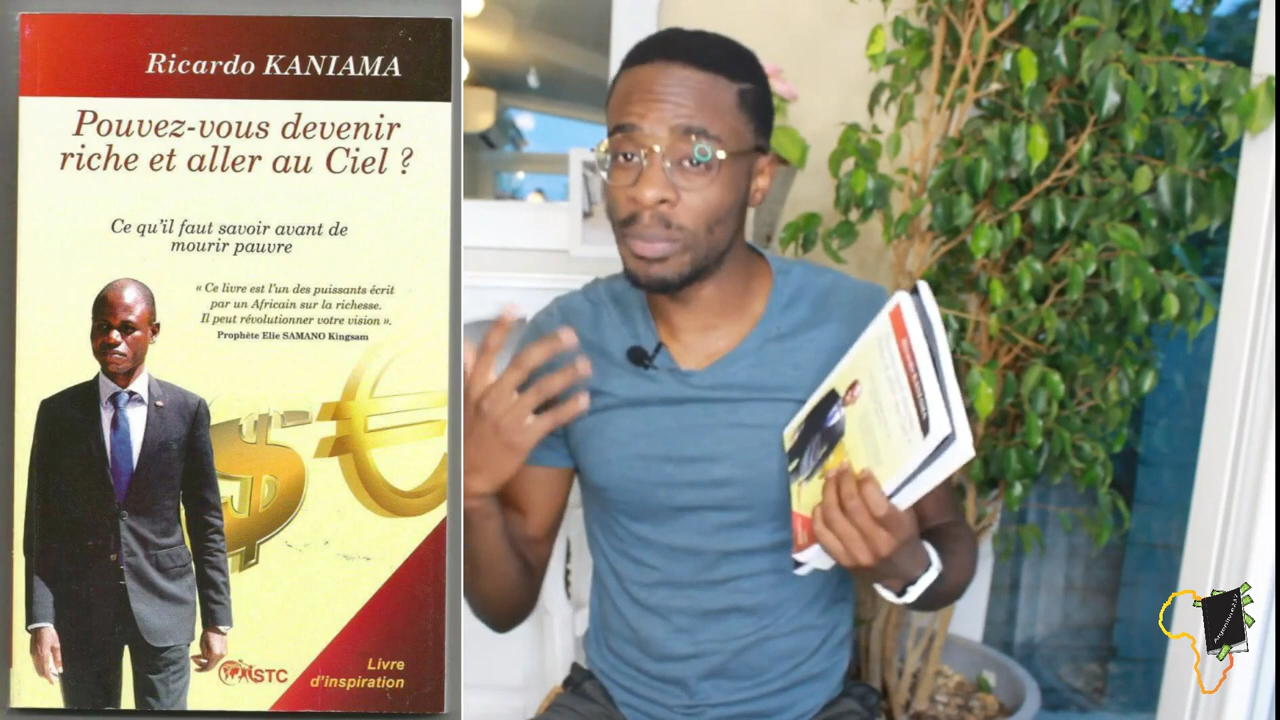 Ricardo KANIAMA
Pouvez-vous devenir
riche et aller au Ciel ?
Ce qu'il faut savoir avant de
mourir pauvre
« Ce livre est l'un des puissants écrit
par un Africain sur la richesse.
Il peut révolutionner votre vision ».
Prophète Elie SAMANO Kingsam
STC
Livre
d'inspiration